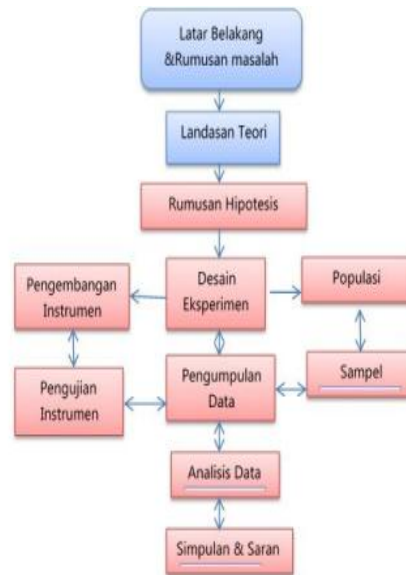 Latar Belakang
&Rumusan masalah
Landasan Teori
Rumusan Hipotesis
Desain
Eksperimen
Pengembangan
Instrumen
Populasi
Pengujian
Instrumen
Pengumpulan
Data
Sampel
Analisis Data
Simpulan & Saran